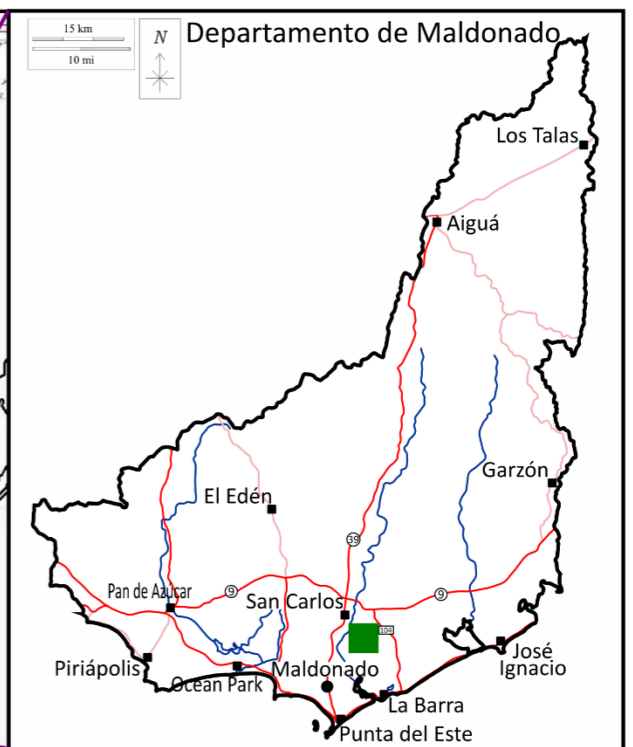 15 km
10 mi
N
Departamento de Maldonado
Los Talas
Aiguá
Garzón
El Edén
39
Pan de Azúcar
9
9
San Carlos
104
José
Ignacio
Piriápolis
Maldonado
Ocean Park
La Barra
Punta del Este